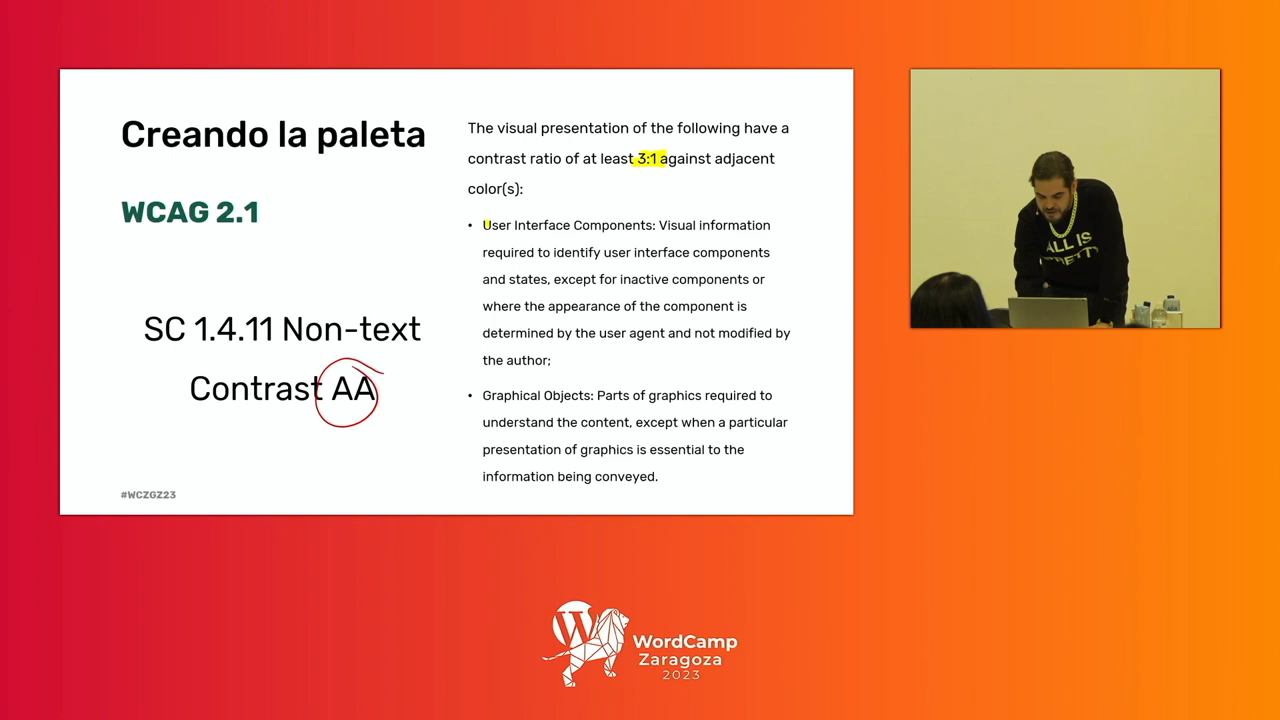 Creando la paleta
WCAG 2.1
SC 1.4.11 Non-text
Contrast AA
#WCZGZ23
The visual presentation of the following have a
contrast ratio of at least 3:1 against adjacent
color(s):
• User Interface Components: Visual information
required to identify user interface components
and states, except for inactive components or
where the appearance of the component is
determined by the user agent and not modified by
the author;
• Graphical Objects: Parts of graphics required to
understand the content, except when a particular
presentation of graphics is essential to the
information being conveyed.
ALL IS
WordCamp
Zaragoza
2023